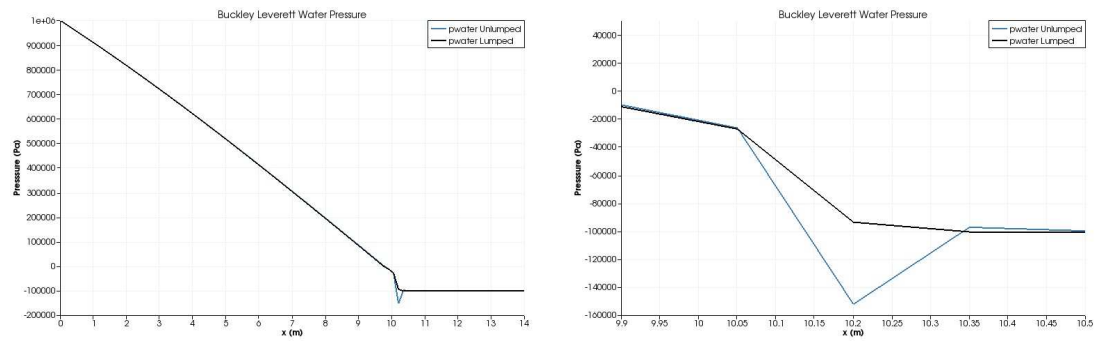 Buckley Leverett Water Pressure
pwater Unlumped
pwater Lumped
1e+06
900000
800000
700000
600000
500000
400000
300000
200000
100000
0
-100000
-200000
Presssure (Pa)
0 1 2 3 4 5 6 7 8 9 10 11 12 13 14
x (m)
Buckley Leverett Water Pressure
pwater Unlumped
pwater Lumped
40000
20000
0
-20000
-40000
-60000
-80000
-100000
-120000
-140000
-160000
Presssure (Pa)
9.9 9.95 10 10.05 10.1 10.15 10.2 10.25 10.3 10.35 10.4 10.45 10.5
x (m)